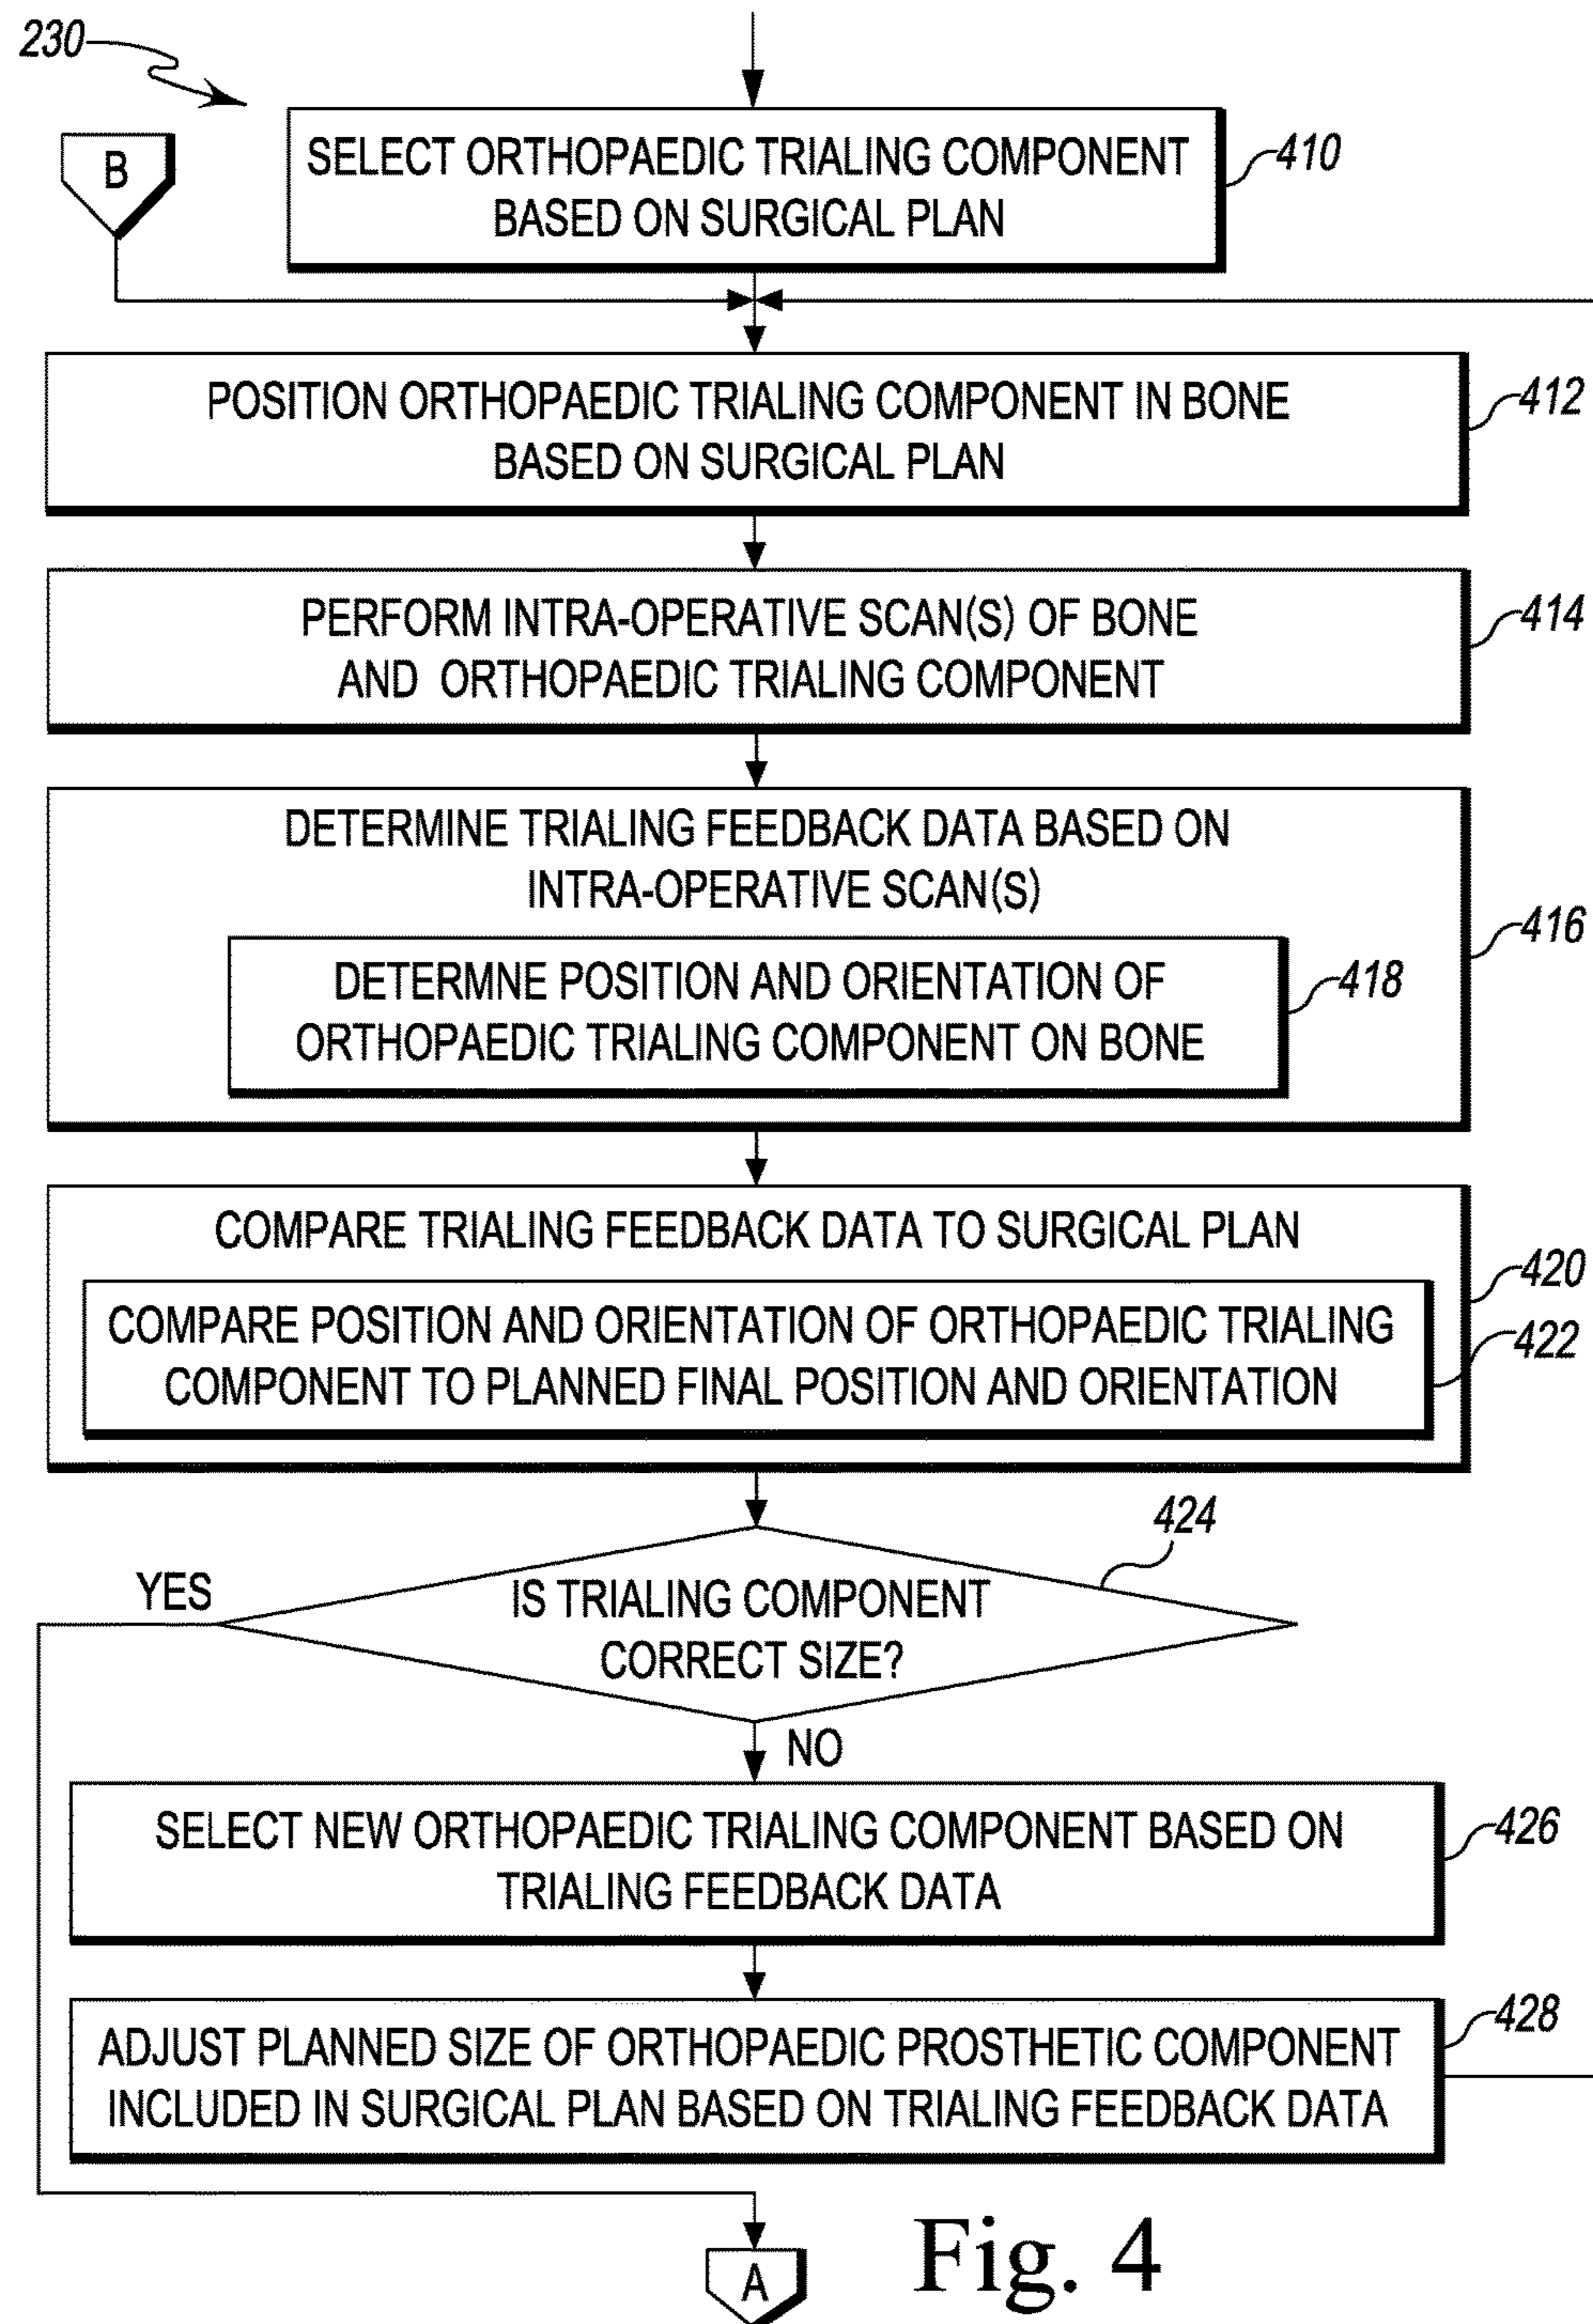 230
B
SELECT ORTHOPAEDIC TRIALING COMPONENT
BASED ON SURGICAL PLAN
410
POSITION ORTHOPAEDIC TRIALING COMPONENT IN BONE
BASED ON SURGICAL PLAN
412
PERFORM INTRA-OPERATIVE SCAN(S) OF BONE
AND ORTHOPAEDIC TRIALING COMPONENT
414
DETERMINE TRIALING FEEDBACK DATA BASED ON
INTRA-OPERATIVE SCAN(S)
416
DETERMNE POSITION AND ORIENTATION OF
ORTHOPAEDIC TRIALING COMPONENT ON BONE
418
COMPARE TRIALING FEEDBACK DATA TO SURGICAL PLAN
420
COMPARE POSITION AND ORIENTATION OF ORTHOPAEDIC TRIALING
COMPONENT TO PLANNED FINAL POSITION AND ORIENTATION
422
424
YES
IS TRIALING COMPONENT
CORRECT SIZE?
NO
SELECT NEW ORTHOPAEDIC TRIALING COMPONENT BASED ON
TRIALING FEEDBACK DATA
426
ADJUST PLANNED SIZE OF ORTHOPAEDIC PROSTHETIC COMPONENT
INCLUDED IN SURGICAL PLAN BASED ON TRIALING FEEDBACK DATA
428
A
Fig. 4